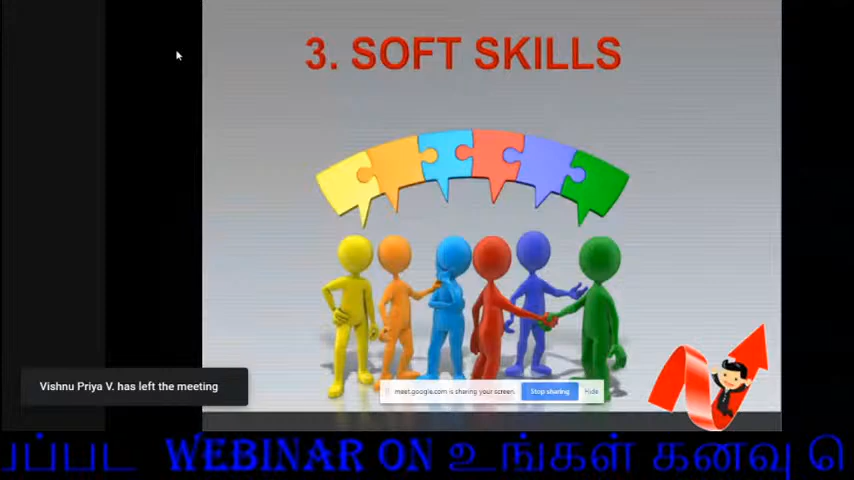 3. SOFT SKILLS
Vishnu Priya V. has left the meeting
meet.google.com is sharing your screen. Stop sharing Hide
WEBINAR ON உங்கள் கனவு